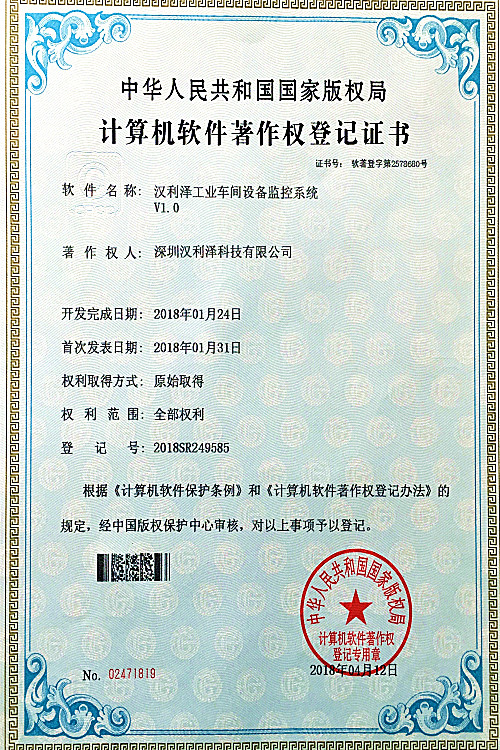 中华人民共和国国家版权局
计算机软件著作权登记证书
证书号： 软著登字第2578680号
软件名称： 汉利泽工业车间设备监控系统
V1.0
著作权人： 深圳汉利泽科技有限公司
开发完成日期： 2018年01月24日
首次发表日期： 2018年01月31日
权利取得方式： 原始取得
权利范围： 全部权利
登记号： 2018SR249585
根据《计算机软件保护条例》和《计算机软件著作权登记办法》的
规定，经中国版权保护中心审核，对以上事项予以登记。
中华人民共和国国家版权局
计算机软件著作权
登记专用章
2018年04月12日
No. 02471819